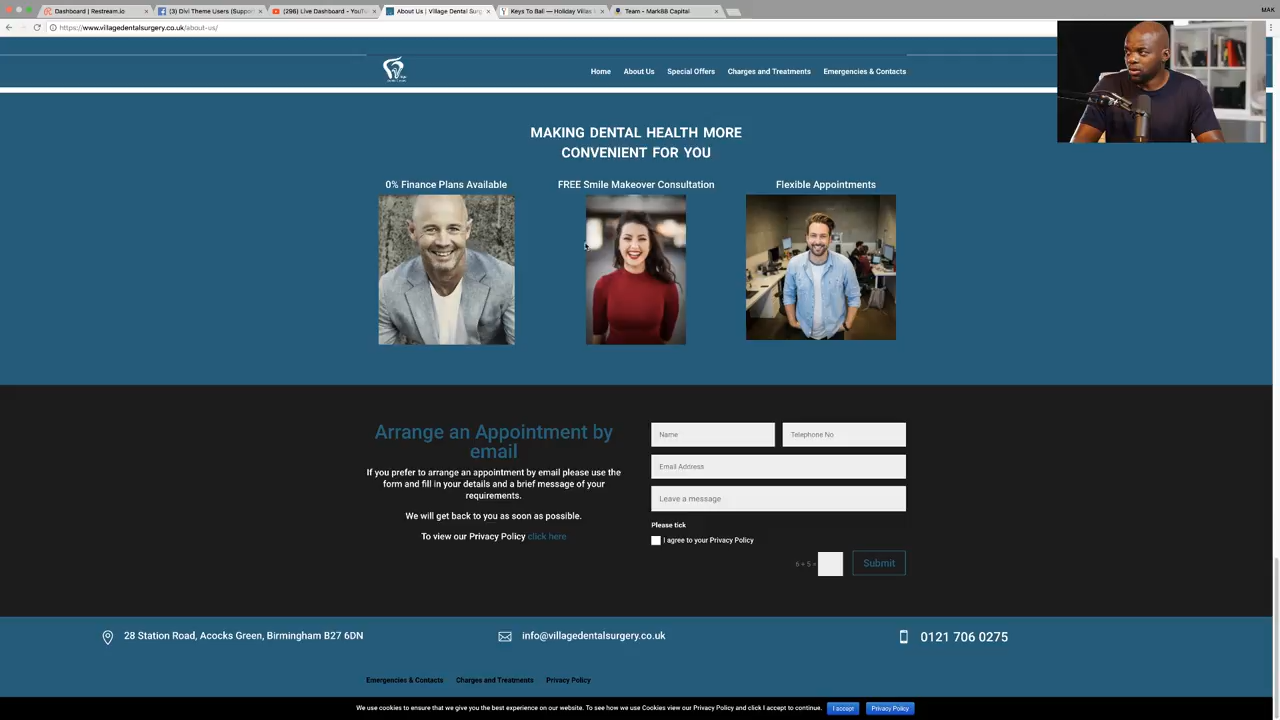 Dashboard | Restream.io
(3) Divi Theme Users (Suppor
(296) Live Dashboard - YouT
About Us | Village Dental Surg
Keys To Bali — Holiday Villas
Team - Mark88 Capital
MAK
https://www.villagedentalsurgery.co.uk/about-us/
Home
About Us
Special Offers
Charges and Treatments
Emergencies & Contacts
MAKING DENTAL HEALTH MORE
CONVENIENT FOR YOU
0% Finance Plans Available
FREE Smile Makeover Consultation
Flexible Appointments
Arrange an Appointment by
email
If you prefer to arrange an appointment by email please use the
form and fill in your details and a brief message of your
requirements.
We will get back to you as soon as possible.
To view our Privacy Policy click here
Name
Telephone No
Email Address
Leave a message
Please tick
I agree to your Privacy Policy
5 + 5 =
Submit
28 Station Road, Acocks Green, Birmingham B27 6DN
info@villagedentalsurgery.co.uk
0121 706 0275
Emergencies & Contacts
Charges and Treatments
Privacy Policy
We use cookies to ensure that we give you the best experience on our website. To see how we use Cookies view our Privacy Policy and click I accept to continue.
I accept
Privacy Policy